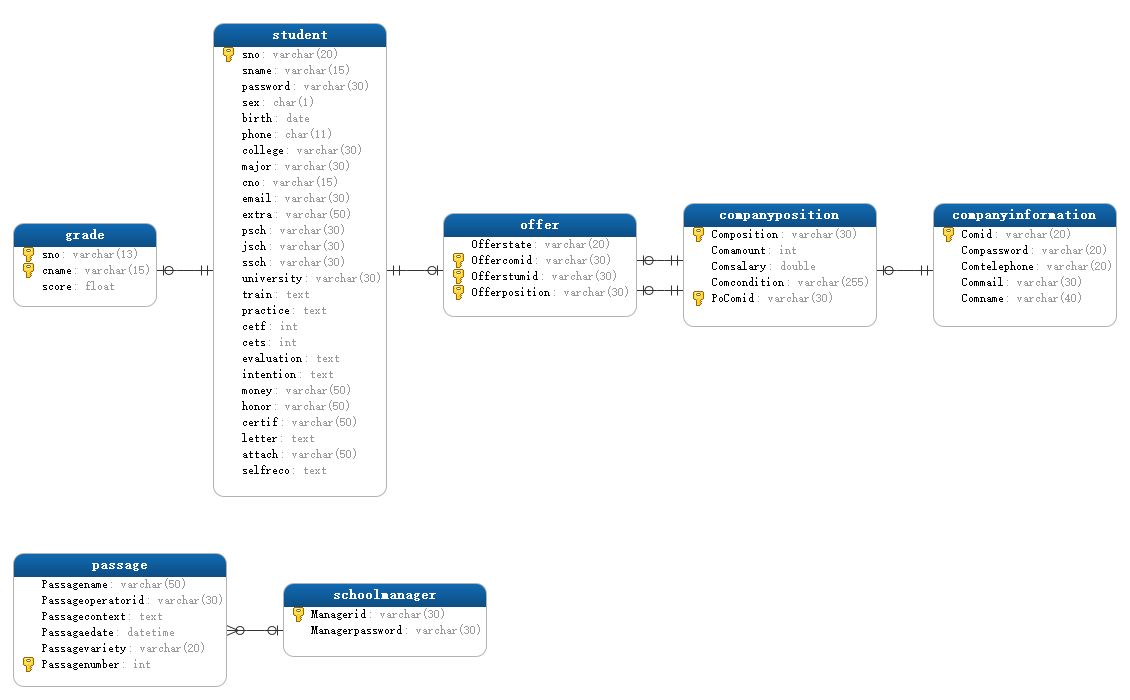 student
sno: varchar(20)
sname: varchar(15)
password: varchar(30)
sex: char(1)
birth: date
phone: char(11)
college: varchar(30)
major: varchar(30)
cno: varchar(15)
email: varchar(30)
extra: varchar(50)
psch: varchar(30)
jsch: varchar(30)
ssch: varchar(30)
university: varchar(30)
train: text
practice: text
cetf: int
cets: int
evaluation: text
intention: text
money: varchar(50)
honor: varchar(50)
certif: varchar(50)
letter: text
attach: varchar(50)
selfreco: text
grade
sno: varchar(13)
cname: varchar(15)
score: float
offer
Offerstate: varchar(20)
Offercomid: varchar(30)
Offerstumid: varchar(30)
Offerposition: varchar(30)
companyposition
Composition: varchar(30)
Comamount: int
Comsalary: double
Comcondition: varchar(255)
PoComid: varchar(30)
companyinformation
Comid: varchar(20)
Compassword: varchar(20)
Comtelephone: varchar(20)
Commail: varchar(30)
Comname: varchar(40)
passage
Passagename: varchar(50)
Passageoperatorid: varchar(30)
Passagecontext: text
Passagaedate: datetime
Passagevariety: varchar(20)
Passagenumber: int
schoolmanager
Managerid: varchar(30)
Managerpassword: varchar(30)